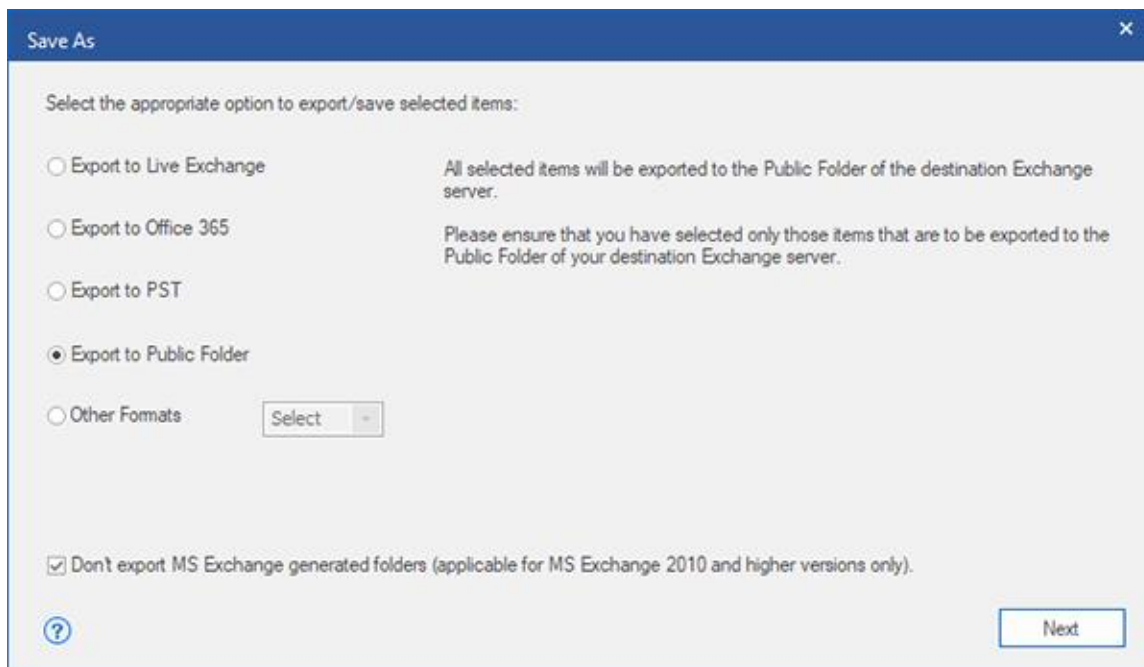 Save As
Select the appropriate option to export/save selected items:
Export to Live Exchange
All selected items will be exported to the Public Folder of the destination Exchange
server.
Export to Office 365
Please ensure that you have selected only those items that are to be exported to the
Public Folder of your destination Exchange server.
Export to PST
Export to Public Folder
Other Formats
Select
Don't export MS Exchange generated folders (applicable for MS Exchange 2010 and higher versions only).
?
Next